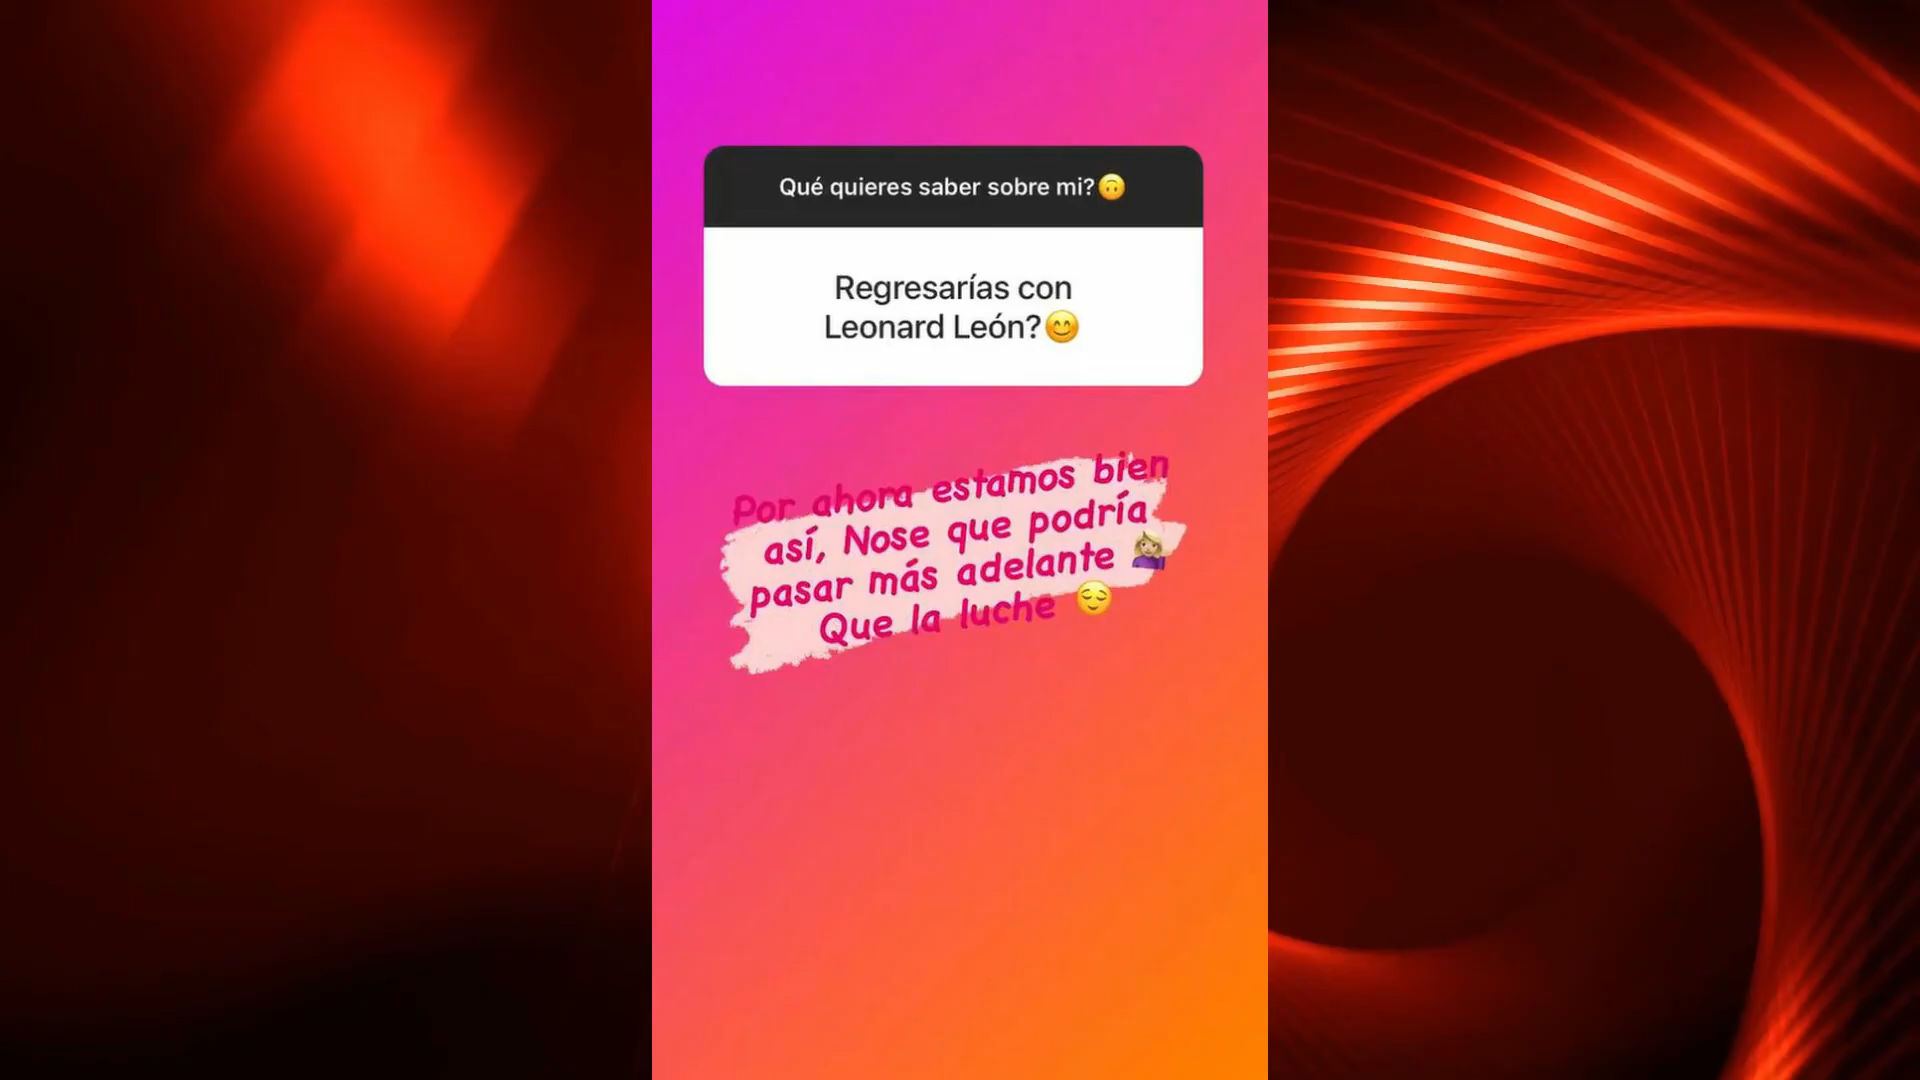 Qué quieres saber sobre mi?🙃
Regresarías con
Leonard León?😊
Por ahora estamos bien
así, Nose que podría
pasar más adelante 💁🏼‍♀️
Que la luche 😌